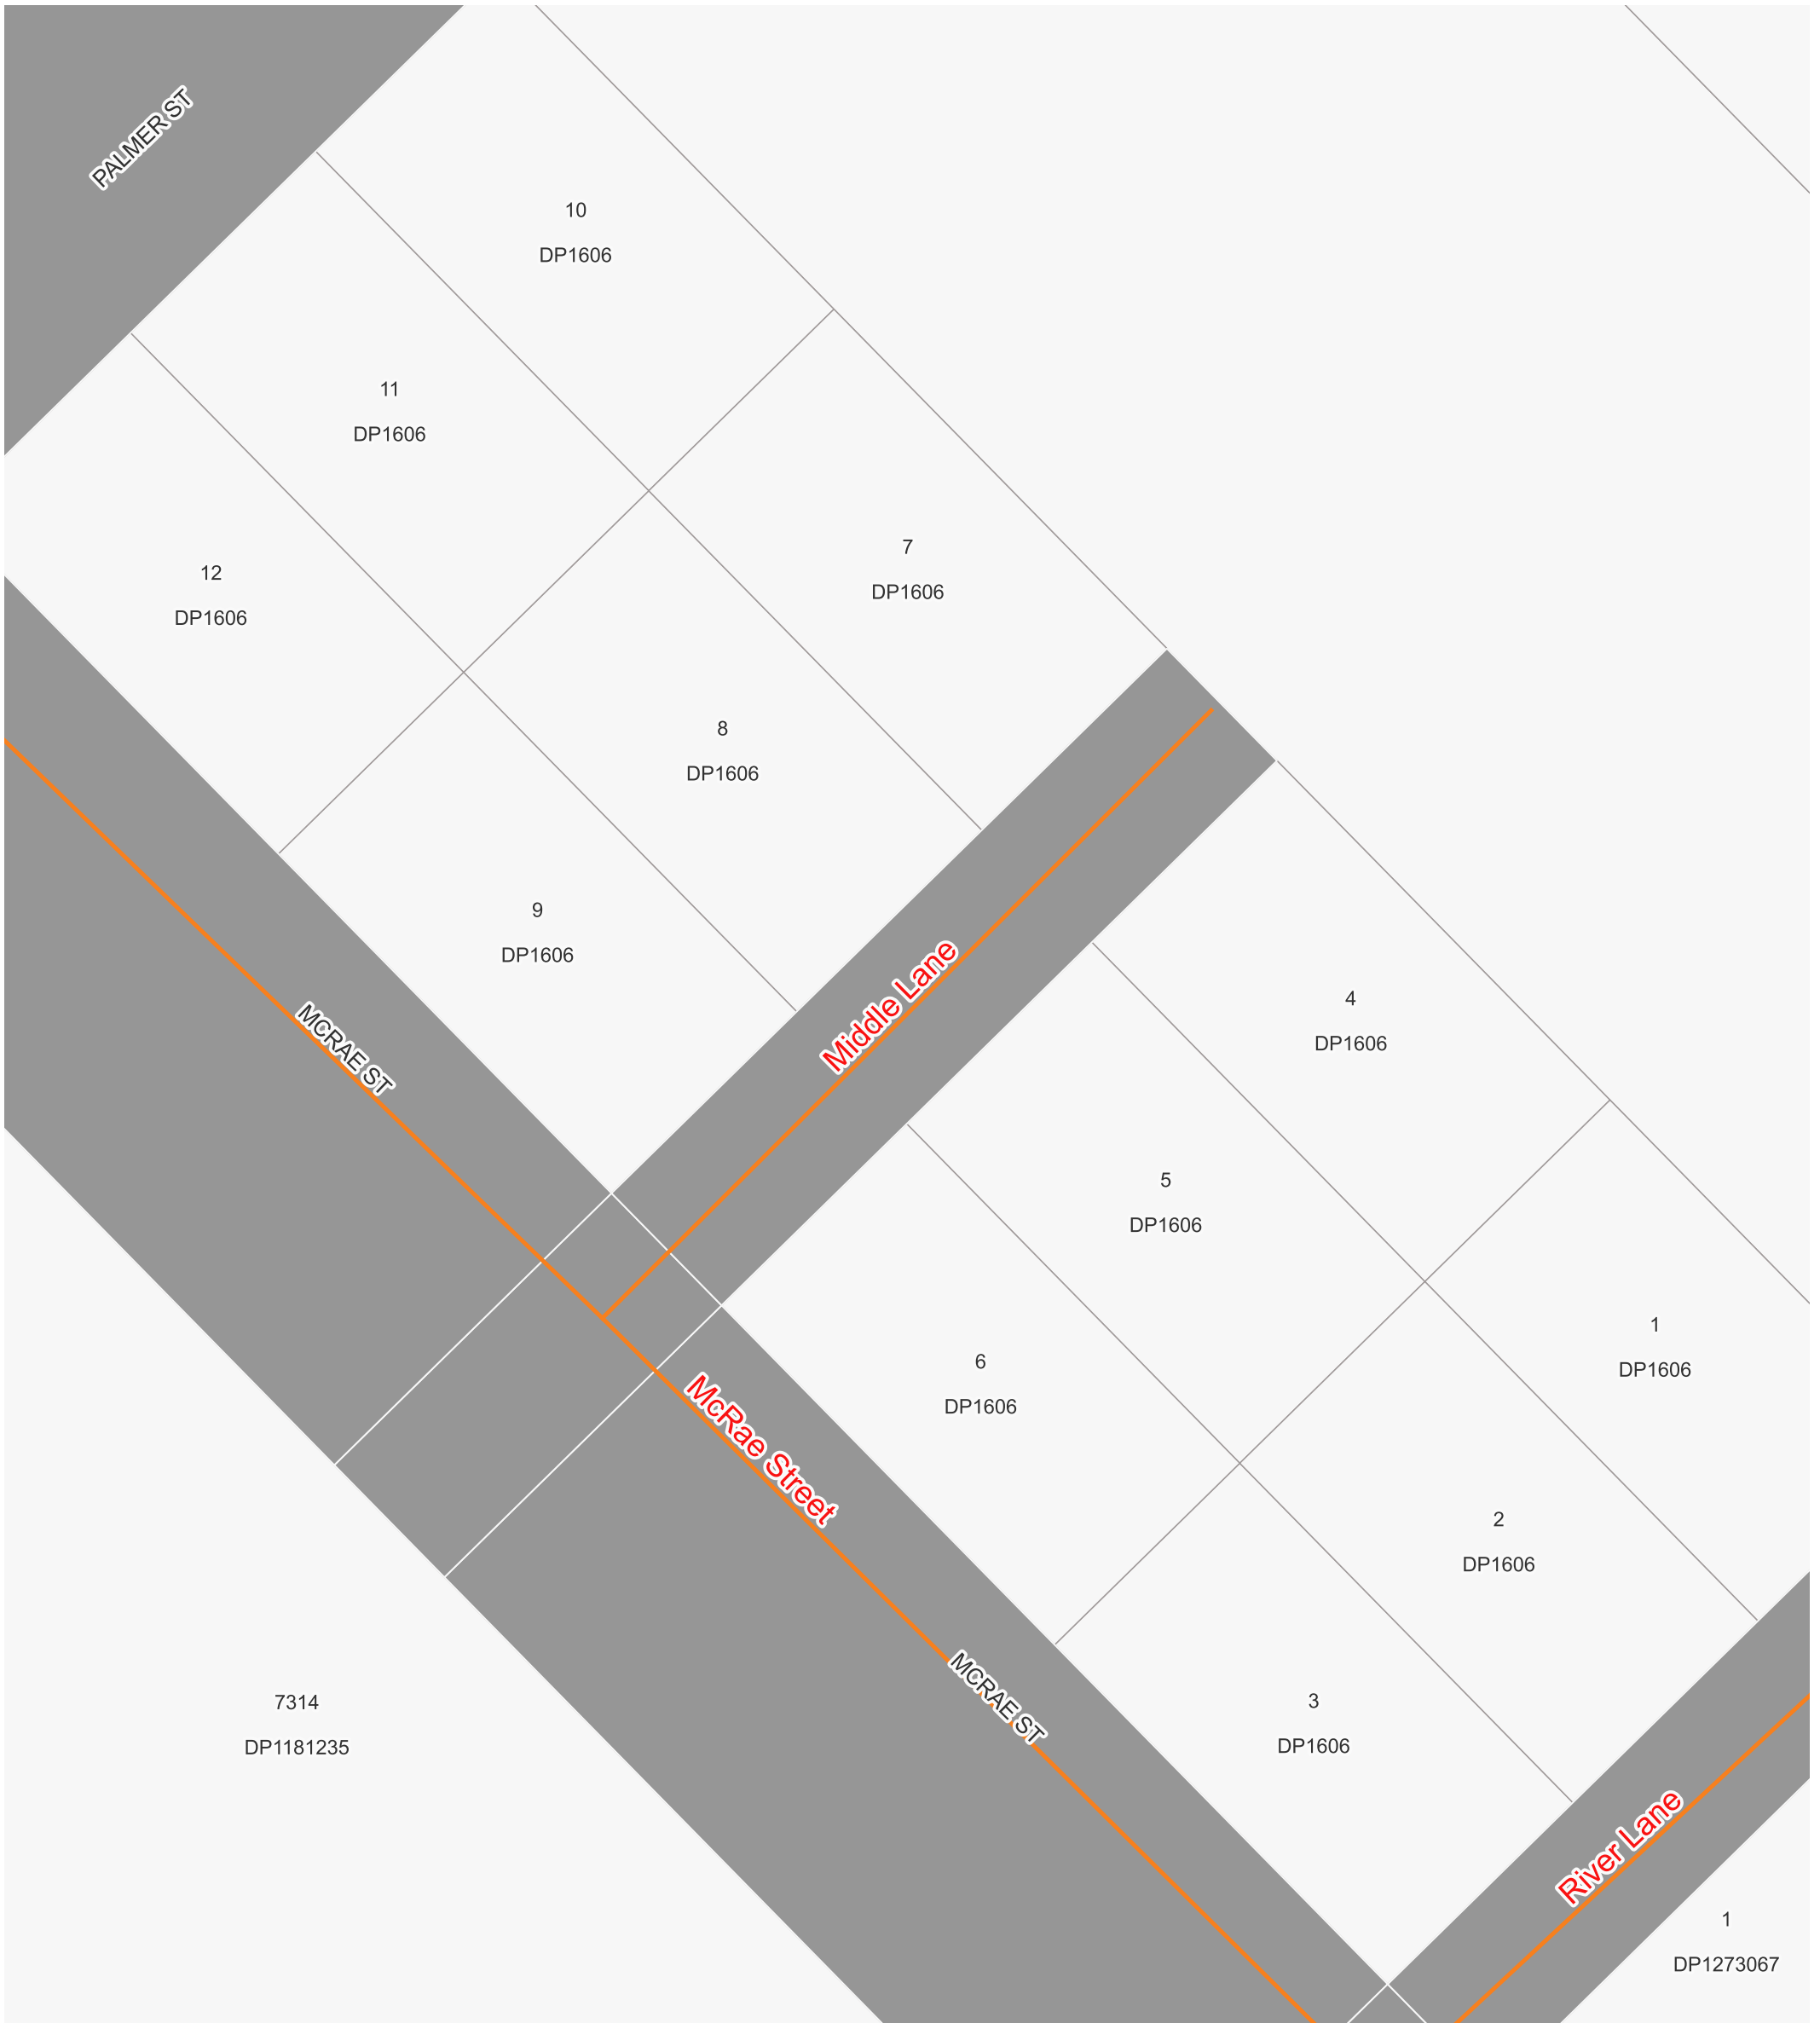 PALMER ST
10
DP1606
11
DP1606
7
DP1606
12
DP1606
8
DP1606
9
DP1606
Middle Lane
MCRAE ST
4
DP1606
5
DP1606
1
DP1606
6
DP1606
McRae Street
2
DP1606
MCRAE ST
3
DP1606
7314
DP1181235
River Lane
1
DP1273067